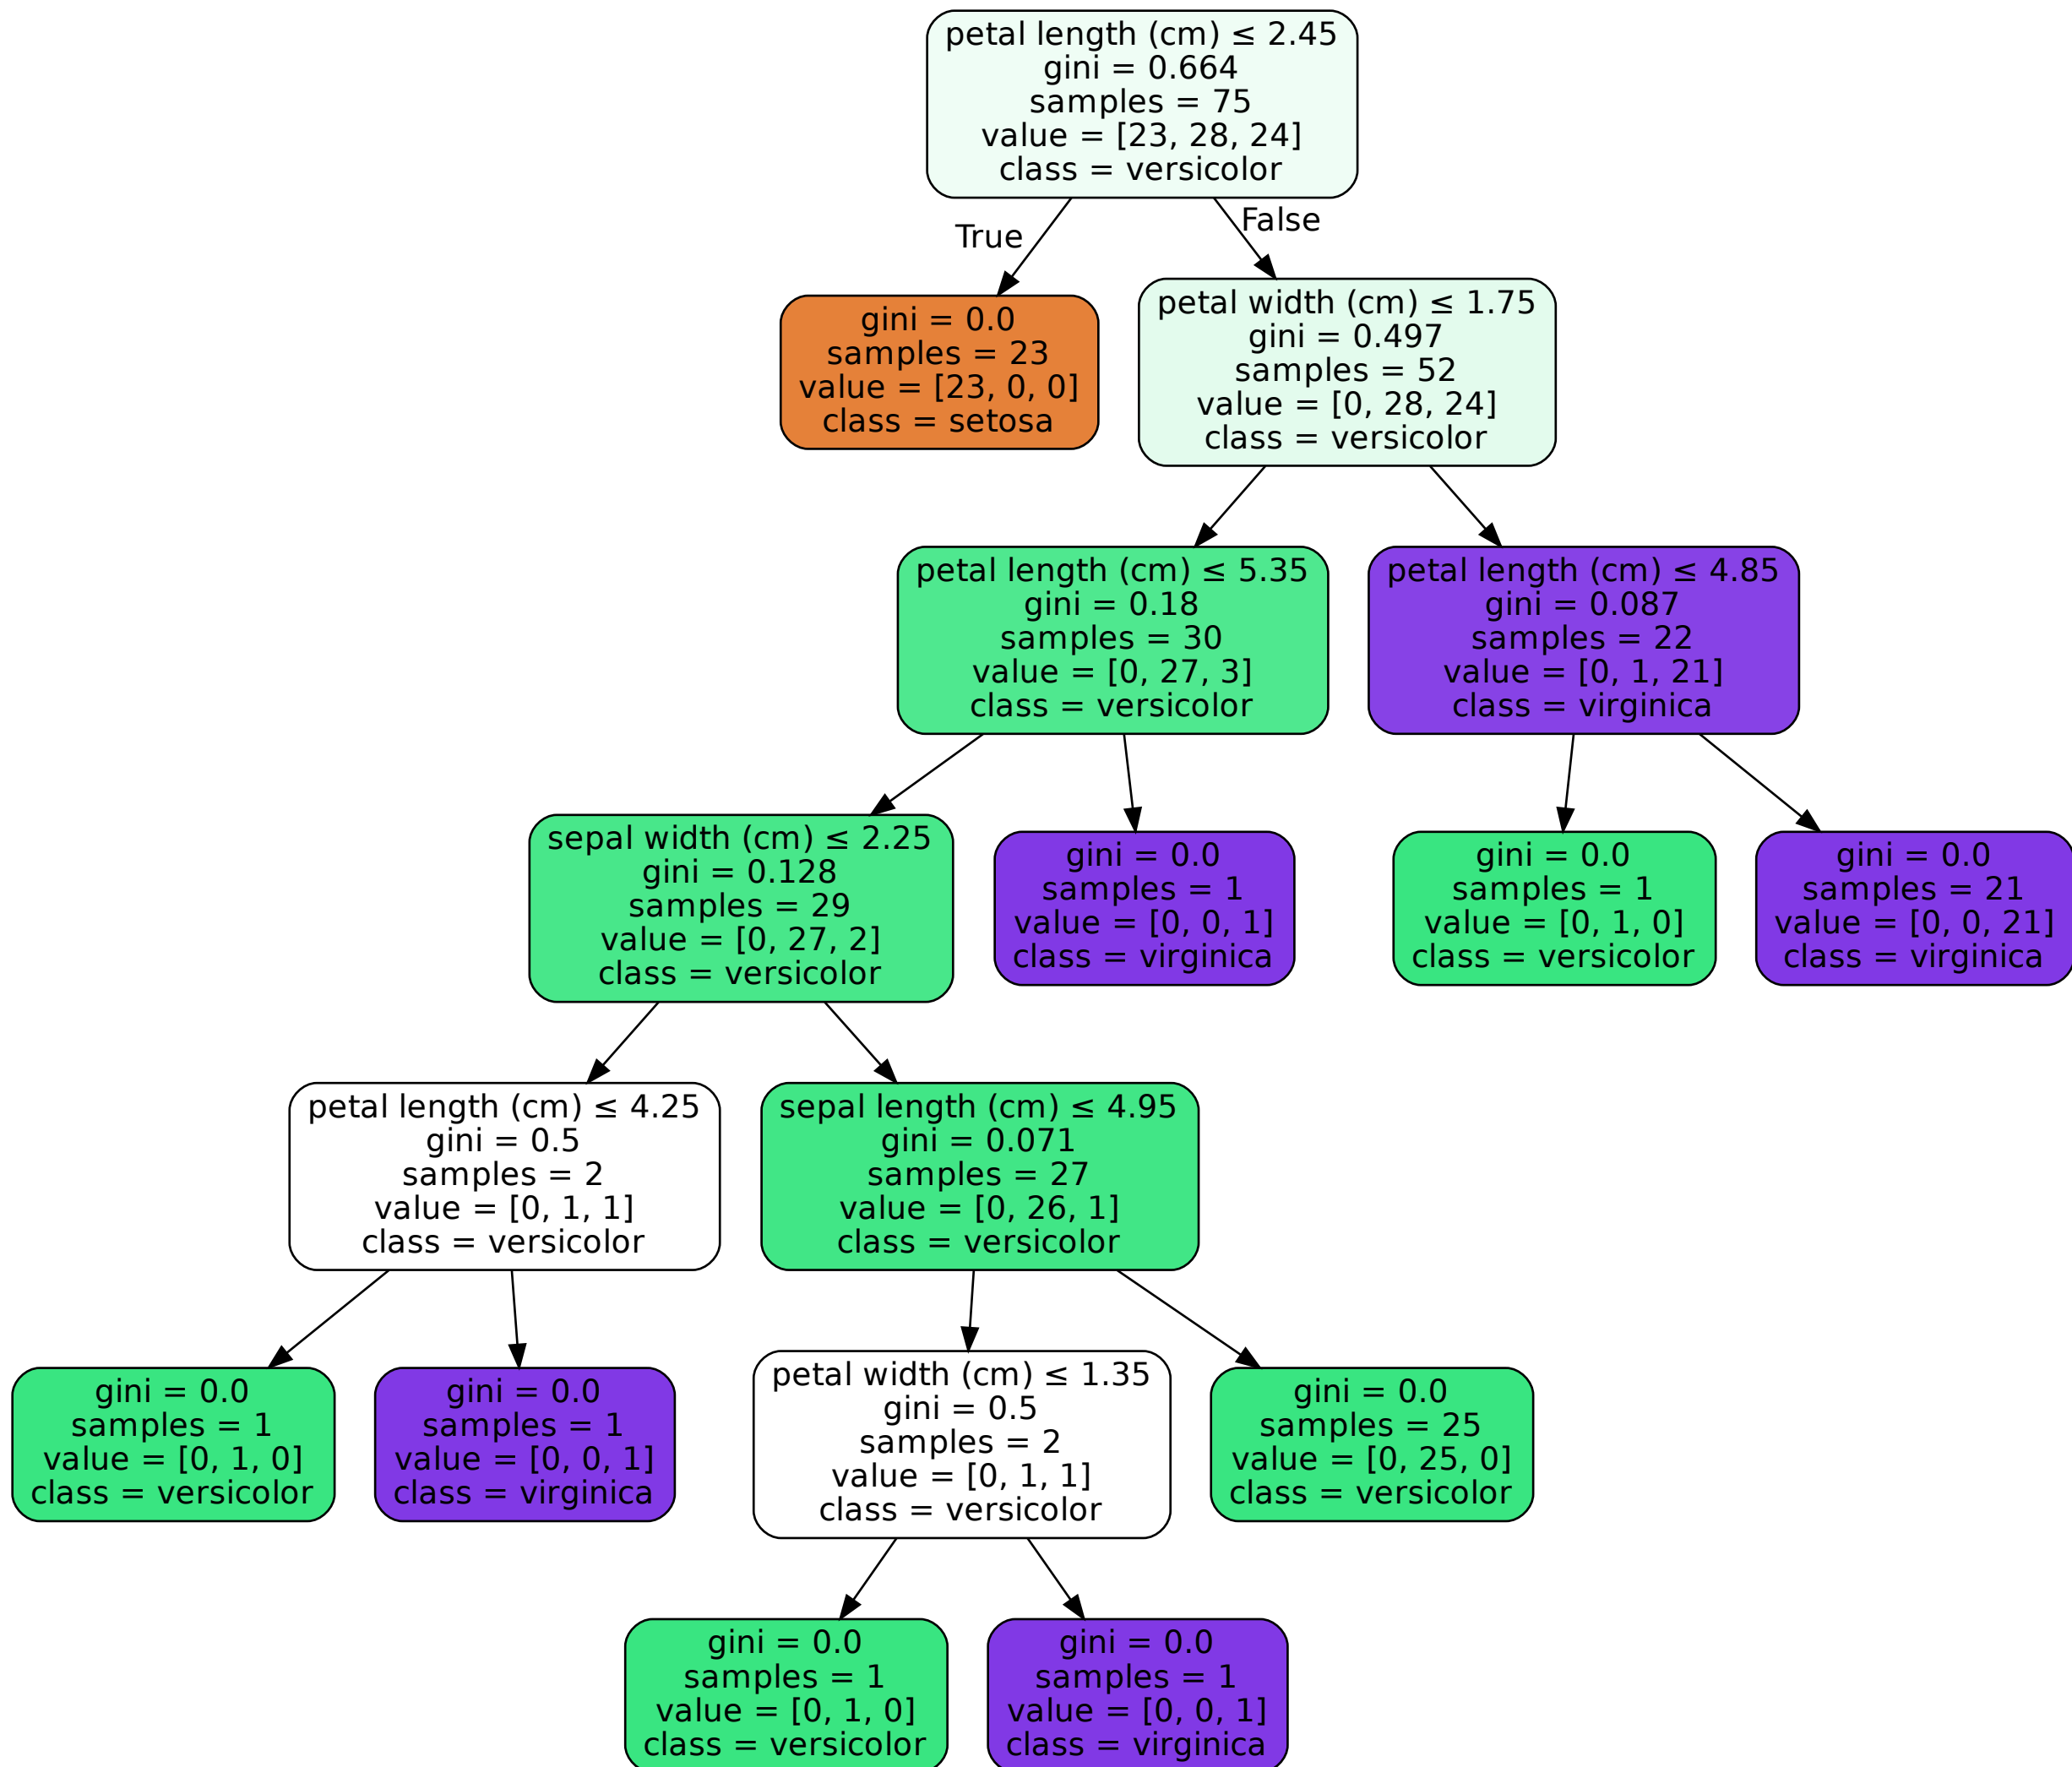 petal length (cm) ≤ 2.45
gini = 0.664
samples = 75
value = [23, 28, 24]
class = versicolor
True
False
gini = 0.0
samples = 23
value = [23, 0, 0]
class = setosa
petal width (cm) ≤ 1.75
gini = 0.497
samples = 52
value = [0, 28, 24]
class = versicolor
petal length (cm) ≤ 5.35
gini = 0.18
samples = 30
value = [0, 27, 3]
class = versicolor
petal length (cm) ≤ 4.85
gini = 0.087
samples = 22
value = [0, 1, 21]
class = virginica
sepal width (cm) ≤ 2.25
gini = 0.128
samples = 29
value = [0, 27, 2]
class = versicolor
gini = 0.0
samples = 1
value = [0, 0, 1]
class = virginica
gini = 0.0
samples = 1
value = [0, 1, 0]
class = versicolor
gini = 0.0
samples = 21
value = [0, 0, 21]
class = virginica
petal length (cm) ≤ 4.25
gini = 0.5
samples = 2
value = [0, 1, 1]
class = versicolor
sepal length (cm) ≤ 4.95
gini = 0.071
samples = 27
value = [0, 26, 1]
class = versicolor
gini = 0.0
samples = 1
value = [0, 1, 0]
class = versicolor
gini = 0.0
samples = 1
value = [0, 0, 1]
class = virginica
petal width (cm) ≤ 1.35
gini = 0.5
samples = 2
value = [0, 1, 1]
class = versicolor
gini = 0.0
samples = 25
value = [0, 25, 0]
class = versicolor
gini = 0.0
samples = 1
value = [0, 1, 0]
class = versicolor
gini = 0.0
samples = 1
value = [0, 0, 1]
class = virginica